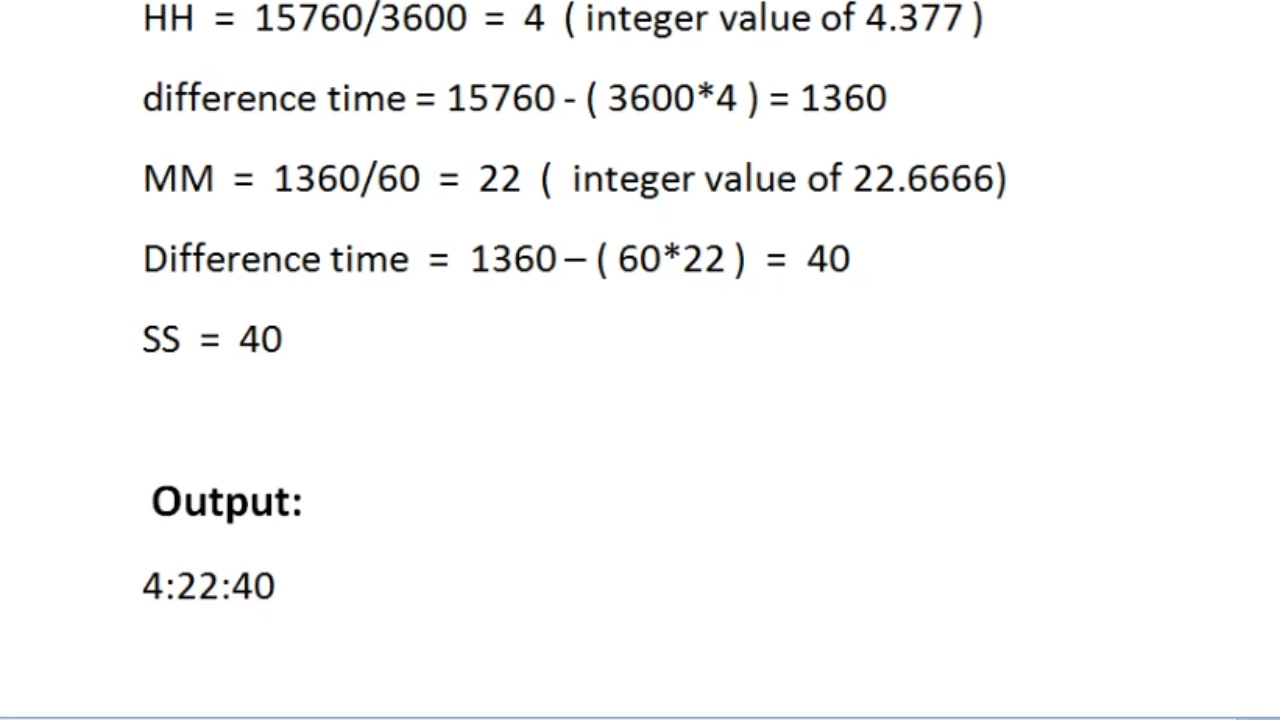 HH = 15760/3600 = 4 ( integer value of 4.377 )
difference time = 15760 - ( 3600*4 ) = 1360
MM = 1360/60 = 22 ( integer value of 22.6666)
Difference time = 1360 – ( 60*22 ) = 40
SS = 40
Output:
4:22:40